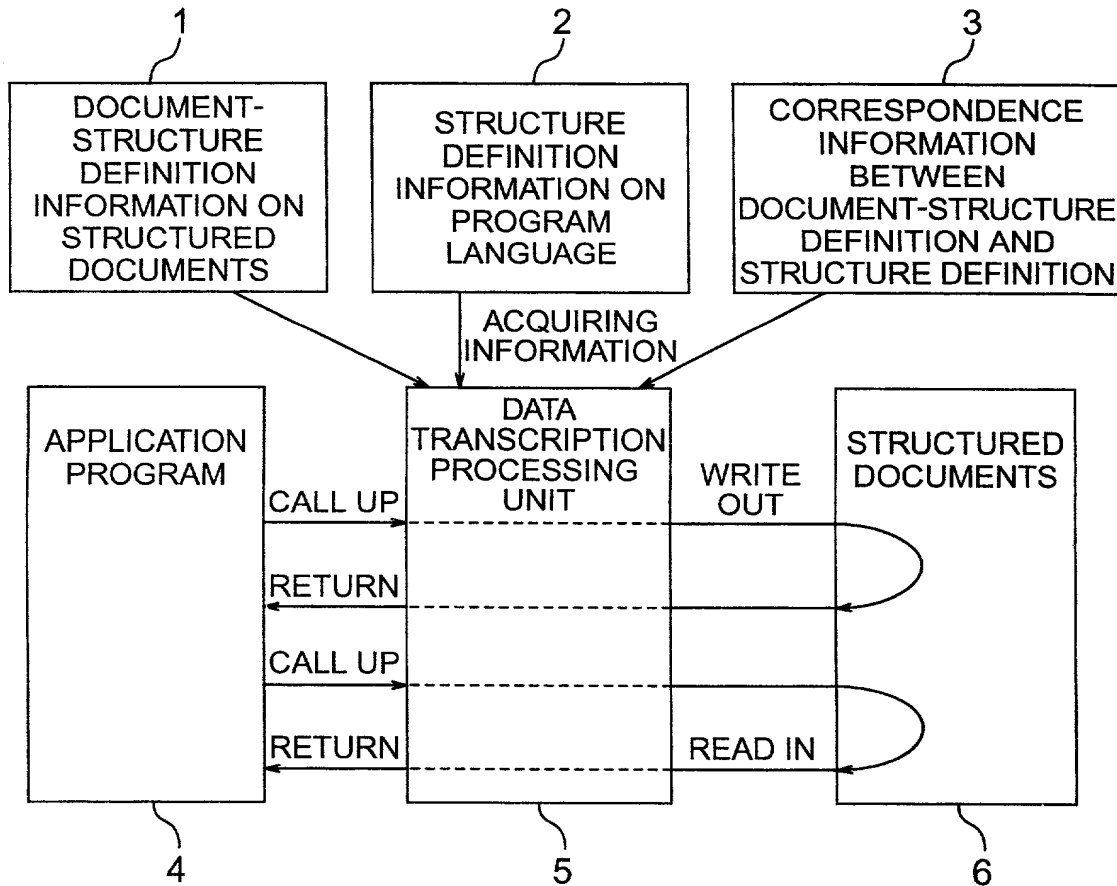 1
2
3
DOCUMENT-
STRUCTURE
DEFINITION
INFORMATION ON
STRUCTURED
DOCUMENTS
STRUCTURE
DEFINITION
INFORMATION ON
PROGRAM
LANGUAGE
CORRESPONDENCE
INFORMATION
BETWEEN
DOCUMENT-STRUCTURE
DEFINITION AND
STRUCTURE DEFINITION
ACQUIRING
INFORMATION
APPLICATION
PROGRAM
DATA
TRANSCRIPTION
PROCESSING
UNIT
STRUCTURED
DOCUMENTS
CALL UP
WRITE
OUT
RETURN
CALL UP
RETURN
READ IN
4
5
6